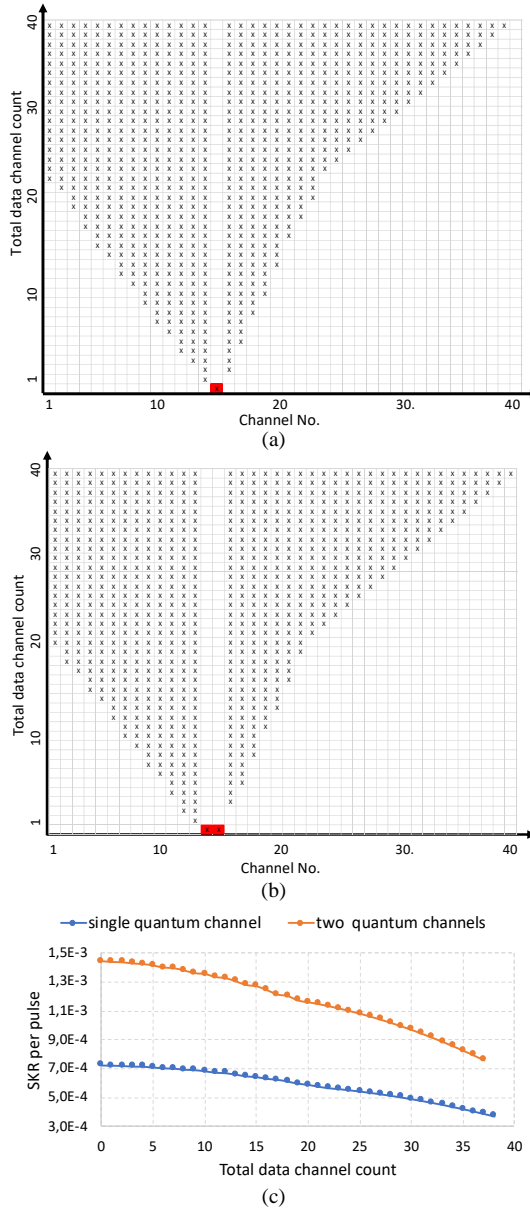 40
30
20
10
1
Total data channel count
1 10 20 30. 40
Channel No.
(a)
40
30
20
10
1
Total data channel count
1 10 20 30. 40
Channel No.
(b)
single quantum channel two quantum channels
1,5E-3
1,3E-3
1,1E-3
9,0E-4
7,0E-4
5,0E-4
3,0E-4
SKR per pulse
0 5 10 15 20 25 30 35 40
Total data channel count
(c)